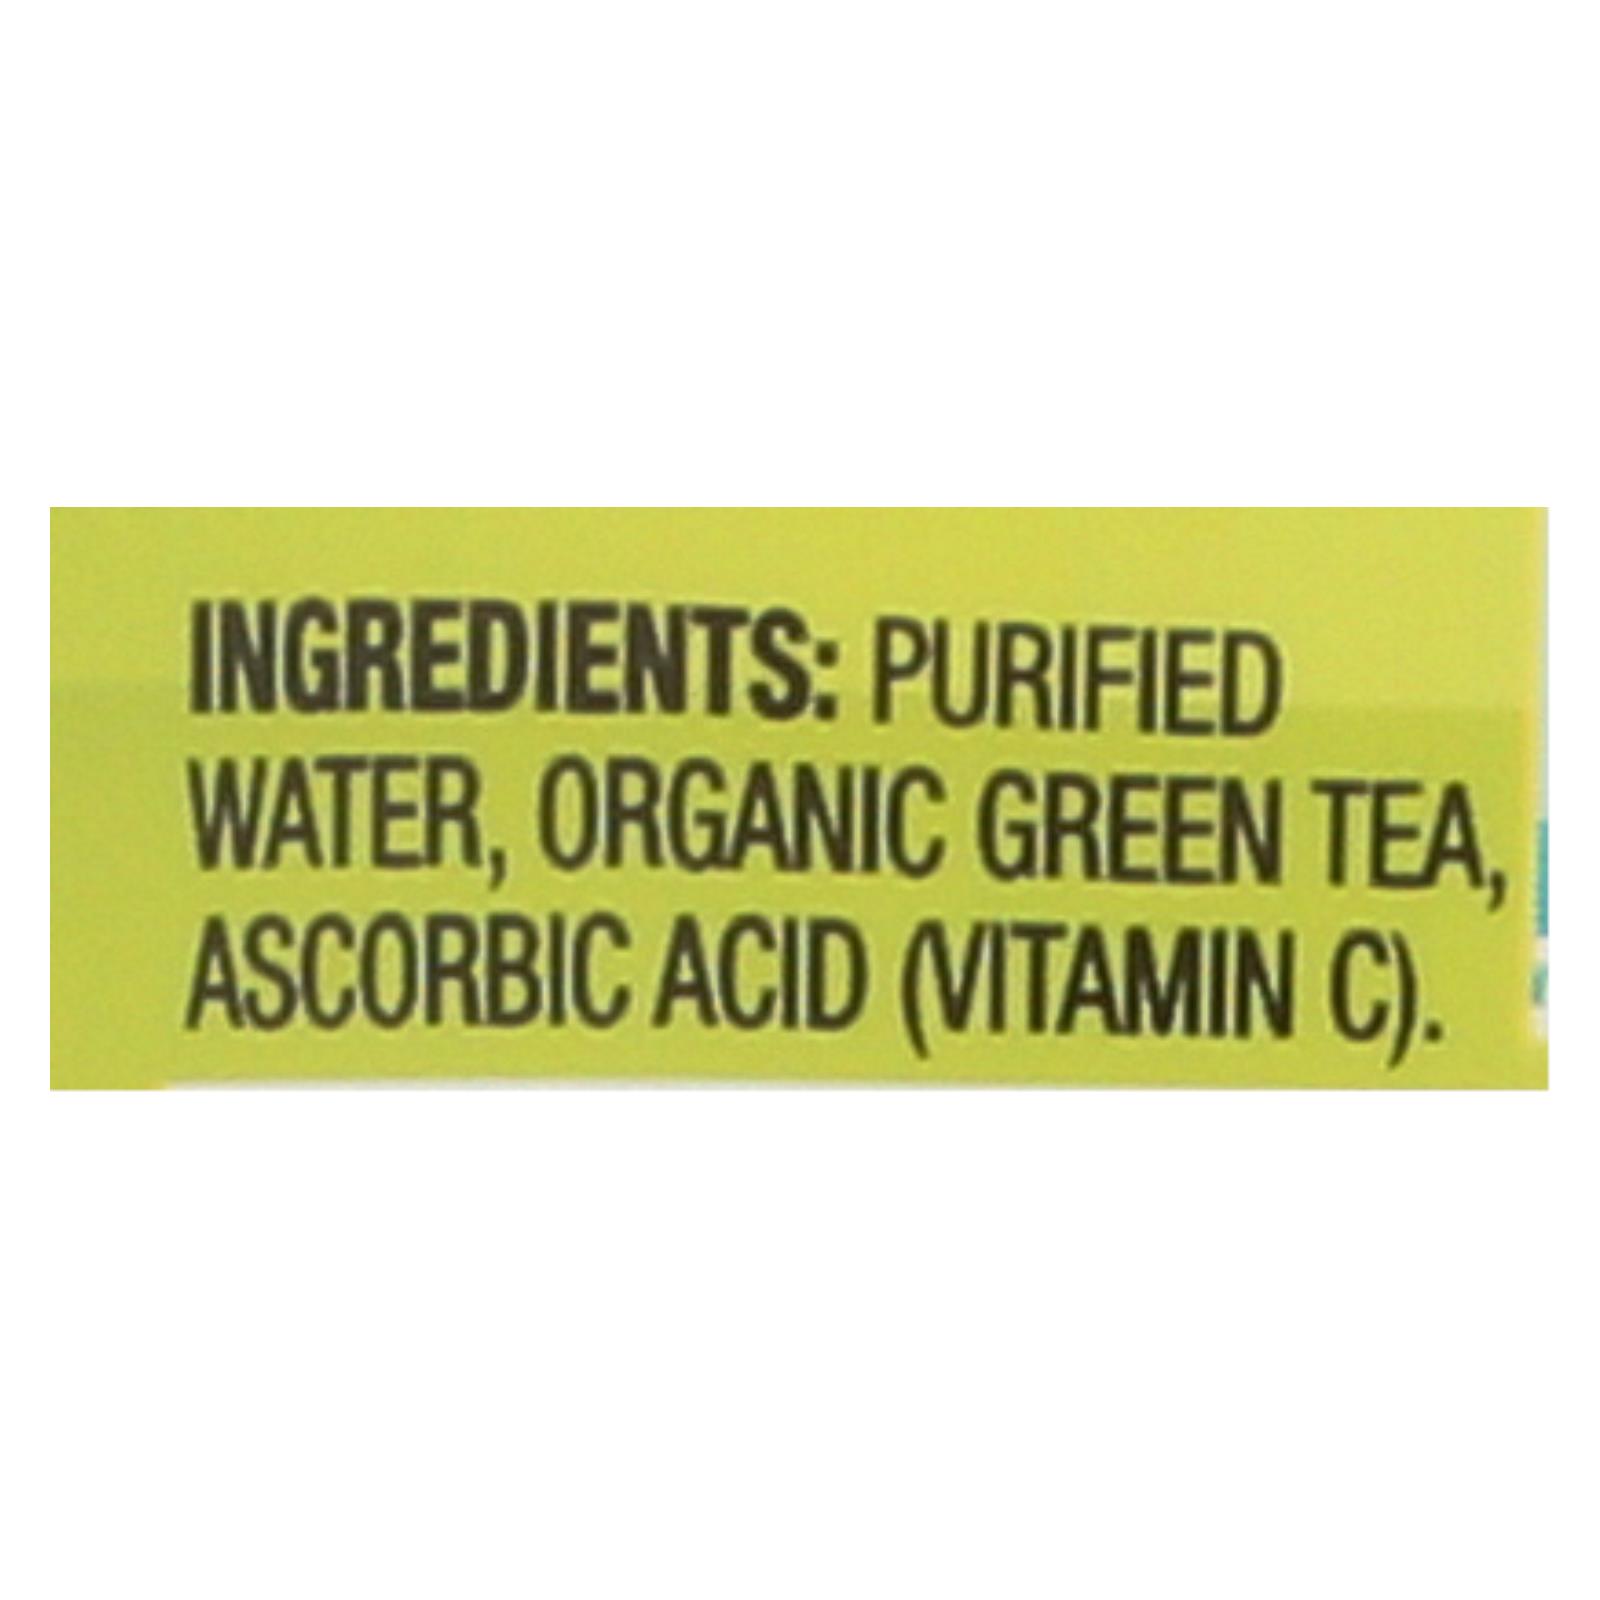 INGREDIENTS: PURIFIED
WATER, ORGANIC GREEN TEA,
ASCORBIC ACID (VITAMIN C).